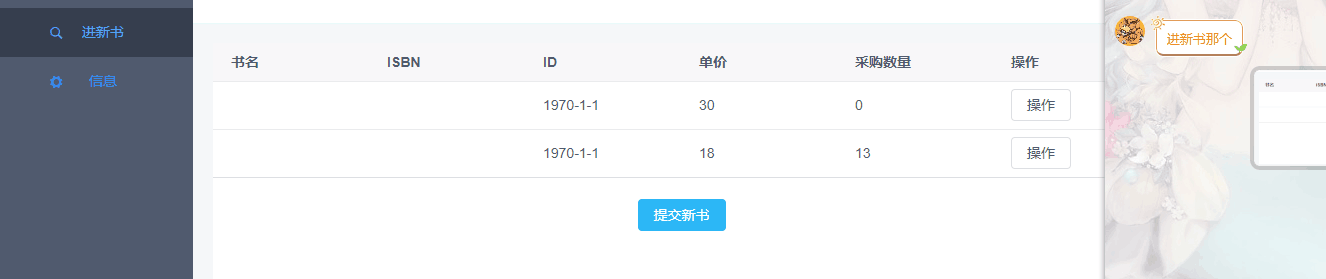 进新书
信息
书名 ISBN ID 单价 采购数量 操作
1970-1-1 30 0 操作
1970-1-1 18 13 操作
提交新书
进新书那个
书名